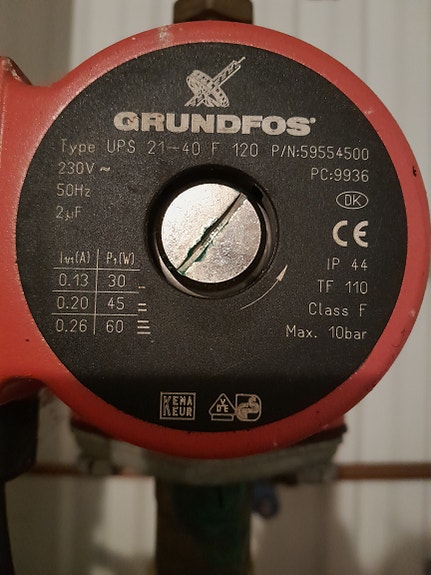 GRUNDFOS
Type UPS 21-40 F 120 P/N:59554500
230V ~ PC:9936
50Hz DK
2µF CE
I1/1(A) P1(W) IP 44
0.13 30 TF 110
0.20 45 Class F
0.26 60 Max. 10bar
KEMA
KEUR
VDE